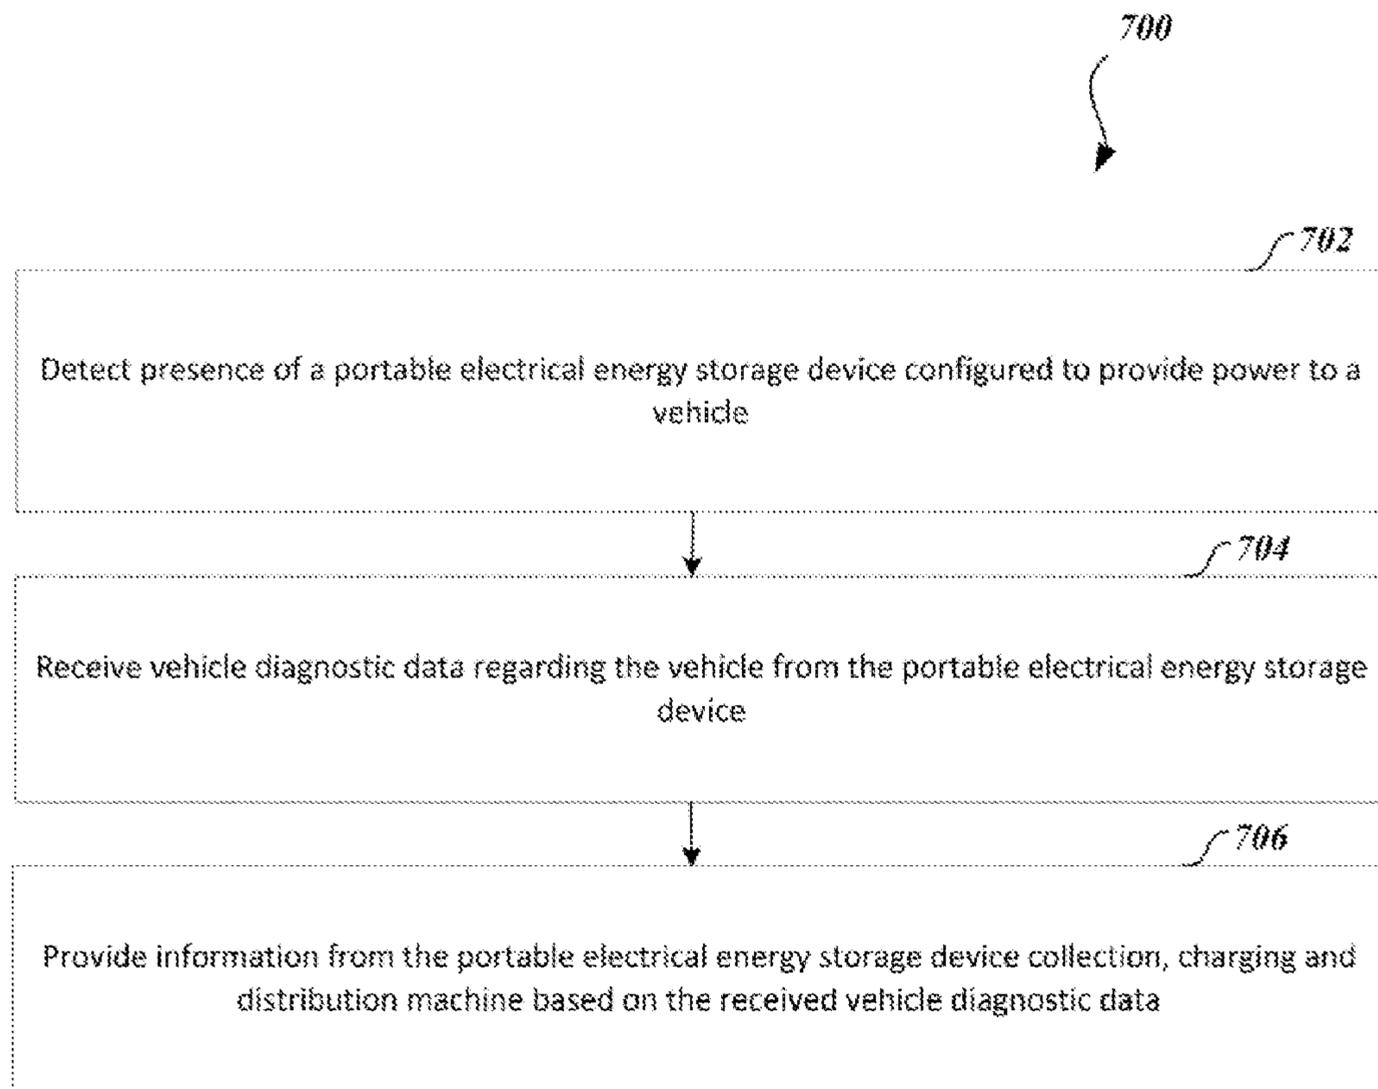 700
702
Detect presence of a portable electrical energy storage device configured to provide power to a
vehicle
704
Receive vehicle diagnostic data regarding the vehicle from the portable electrical energy storage
device
706
Provide information from the portable electrical energy storage device collection, charging and
distribution machine based on the received vehicle diagnostic data